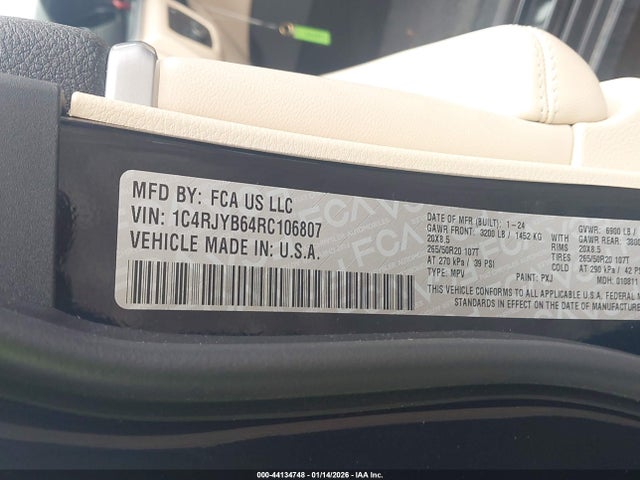 MFD BY: FCA US LLC
VIN: 1C4RJYB64RC106807
VEHICLE MADE IN: U.S.A.
DATE OF MFR (BUILT): 1-24 GVWR: 6900 LB /
GAWR FRONT: 3200 LB / 1452 KG WITH GAWR REAR: 380
20X8.5 RIMS 20X8.5
265/50R20 107T TIRES 265/50R20 107T
AT 270 kPa / 39 PSI COLD AT 290 kPa / 42 P
TYPE: MPV PAINT: PXJ MDH: 010811
THIS VEHICLE CONFORMS TO ALL APPLICABLE U.S.A. FEDERAL
STANDARDS IN EFFECT ON THE DATE OF MANUFACTURE
000-44134748 - 01/14/2026 - IAA Inc.